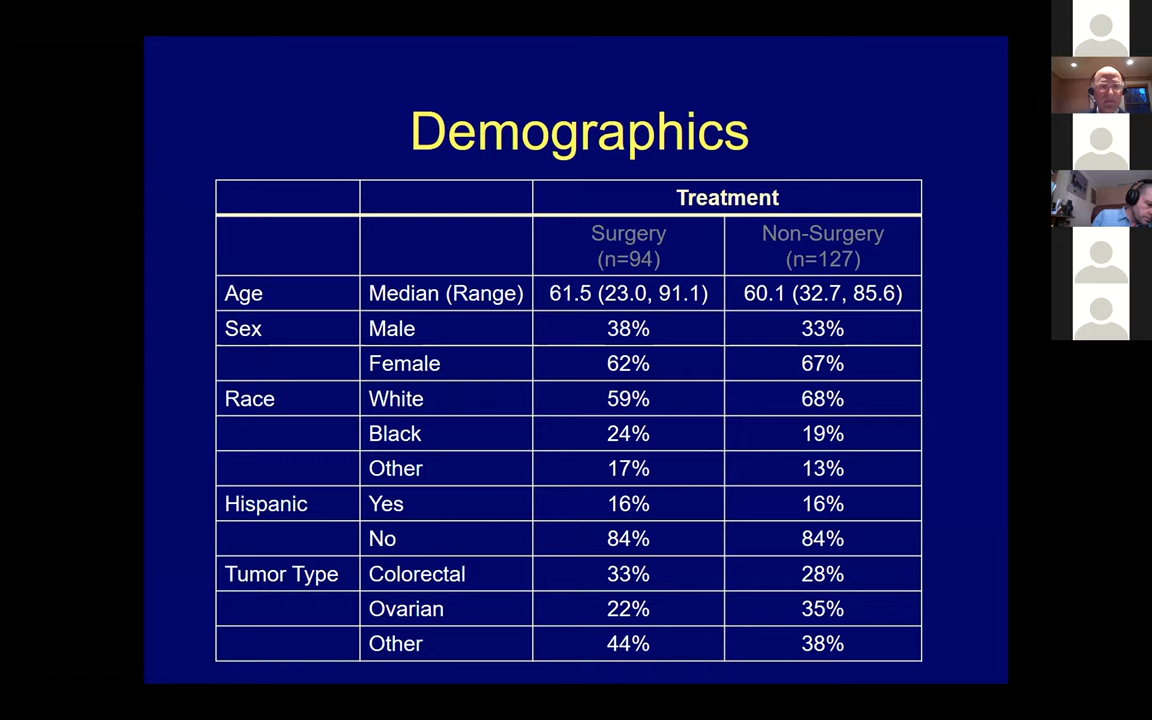 Demographics
Treatment
Surgery Non-Surgery
(n=94) (n=127)
Age Median (Range) 61.5 (23.0, 91.1) 60.1 (32.7, 85.6)
Sex Male 38% 33%
Female 62% 67%
Race White 59% 68%
Black 24% 19%
Other 17% 13%
Hispanic Yes 16% 16%
No 84% 84%
Tumor Type Colorectal 33% 28%
Ovarian 22% 35%
Other 44% 38%